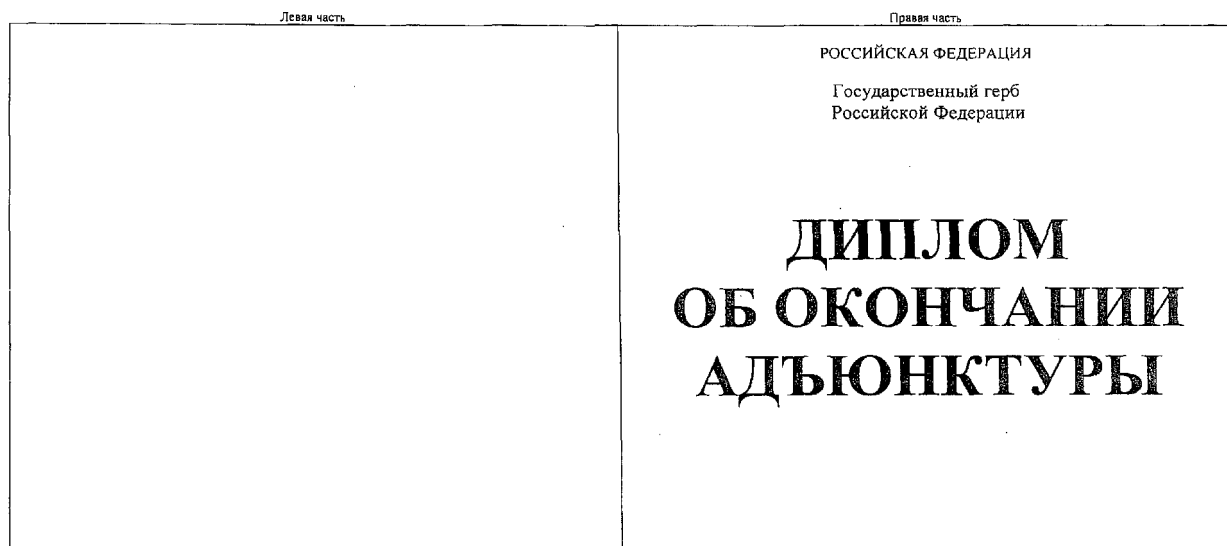 Левая часть
Правая часть
РОССИЙСКАЯ ФЕДЕРАЦИЯ
Государственный герб
Российской Федерации
ДИПЛОМ
ОБ ОКОНЧАНИИ
АДЪЮНКТУРЫ